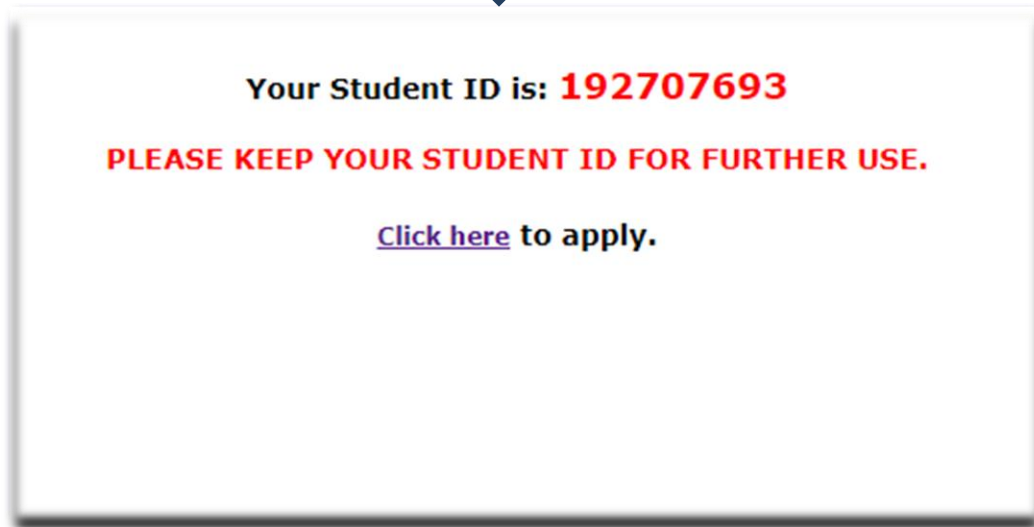 Your Student ID is: 192707693
PLEASE KEEP YOUR STUDENT ID FOR FURTHER USE.
Click here to apply.